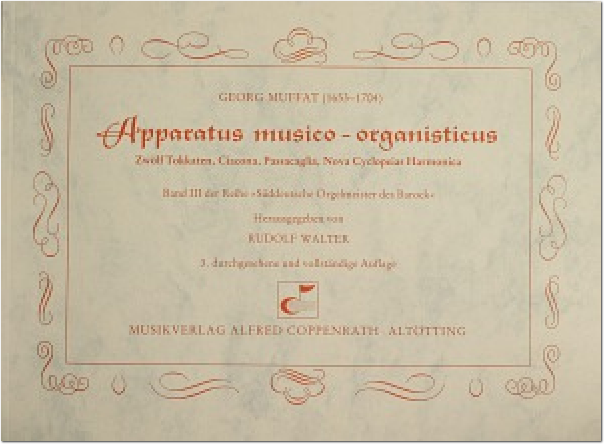 GEORG MUFFAT (1653–1704)
Apparatus musico-organisticus
Zwölf Tokkaten, Ciacona, Passacaglia, Nova Cyclopeias Harmonica
Band III der Reihe »Süddeutsche Orgelmeister des Barock«
Herausgegeben von
RUDOLF WALTER
3. durchgesehene und vollständige Auflage
MUSIKVERLAG ALFRED COPPENRATH · ALTÖTTING